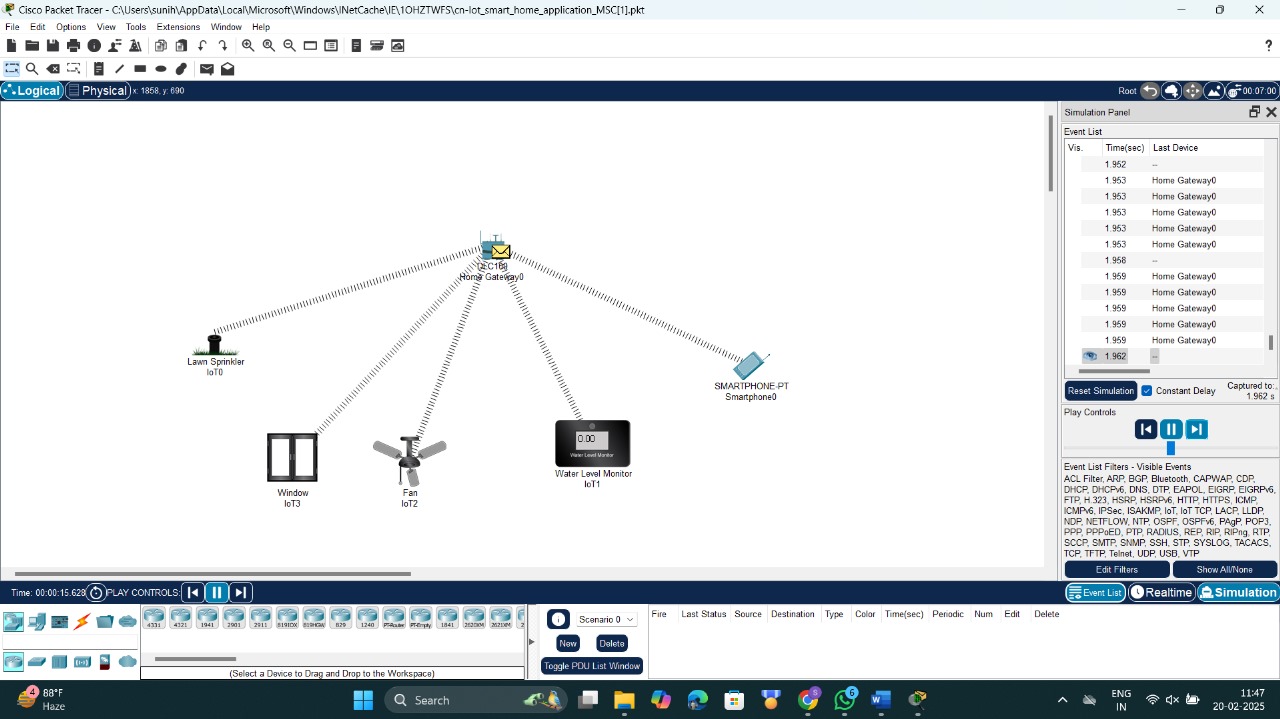 Cisco Packet Tracer - C:\Users\sunih\AppData\Local\Microsoft\Windows\INetCache\IE\1OHZTWFS\cn-Iot_smart_home_application_MSC[1].pkt
File Edit Options View Tools Extensions Window Help
?
Logical Physical x: 1858, y: 690 Root 00:07:00
Simulation Panel
Event List
Vis. Time(sec) Last Device
1.952 --
1.953 Home Gateway0
1.953 Home Gateway0
1.953 Home Gateway0
1.953 Home Gateway0
1.953 Home Gateway0
1.958 --
1.959 Home Gateway0
1.959 Home Gateway0
1.959 Home Gateway0
1.959 Home Gateway0
1.959 Home Gateway0
1.962 --
Reset Simulation Constant Delay Captured to:
1.962 s
Play Controls
Event List Filters - Visible Events
ACL Filter, ARP, BGP, Bluetooth, CAPWAP, CDP,
DHCP, DHCPv6, DNS, DTP, EAPOL, EIGRP, EIGRPv6,
FTP, H.323, HSRP, HSRPv6, HTTP, HTTPS, ICMP,
ICMPv6, IPSec, ISAKMP, IoT, IoT TCP, LACP, LLDP,
NDP, NETFLOW, NTP, OSPF, OSPFv6, PAgP, POP3,
PPP, PPPoED, PTP, RADIUS, REP, RIP, RIPng, RTP,
SCCP, SMTP, SNMP, SSH, STP, SYSLOG, TACACS,
TCP, TFTP, Telnet, UDP, USB, VTP
Edit Filters Show All/None
Home Gateway0
Lawn Sprinkler
IoT0
SMARTPHONE-PT
Smartphone0
0.00
Water Level Monitor
Water Level Monitor
IoT1
Window
IoT3
Fan
IoT2
Time: 00:00:15.628 PLAY CONTROLS: Event List Realtime Simulation
4331 4321 1941 2901 2911 819IOX 819HGW 829 1240 PT-Router PT-Empty 1841 2620XM 2621XM 2
(Select a Device to Drag and Drop to the Workspace)
Scenario 0
New Delete
Toggle PDU List Window
Fire Last Status Source Destination Type Color Time(sec) Periodic Num Edit Delete
4 88°F
Haze
Search
S
6
ENG
IN
11:47
20-02-2025